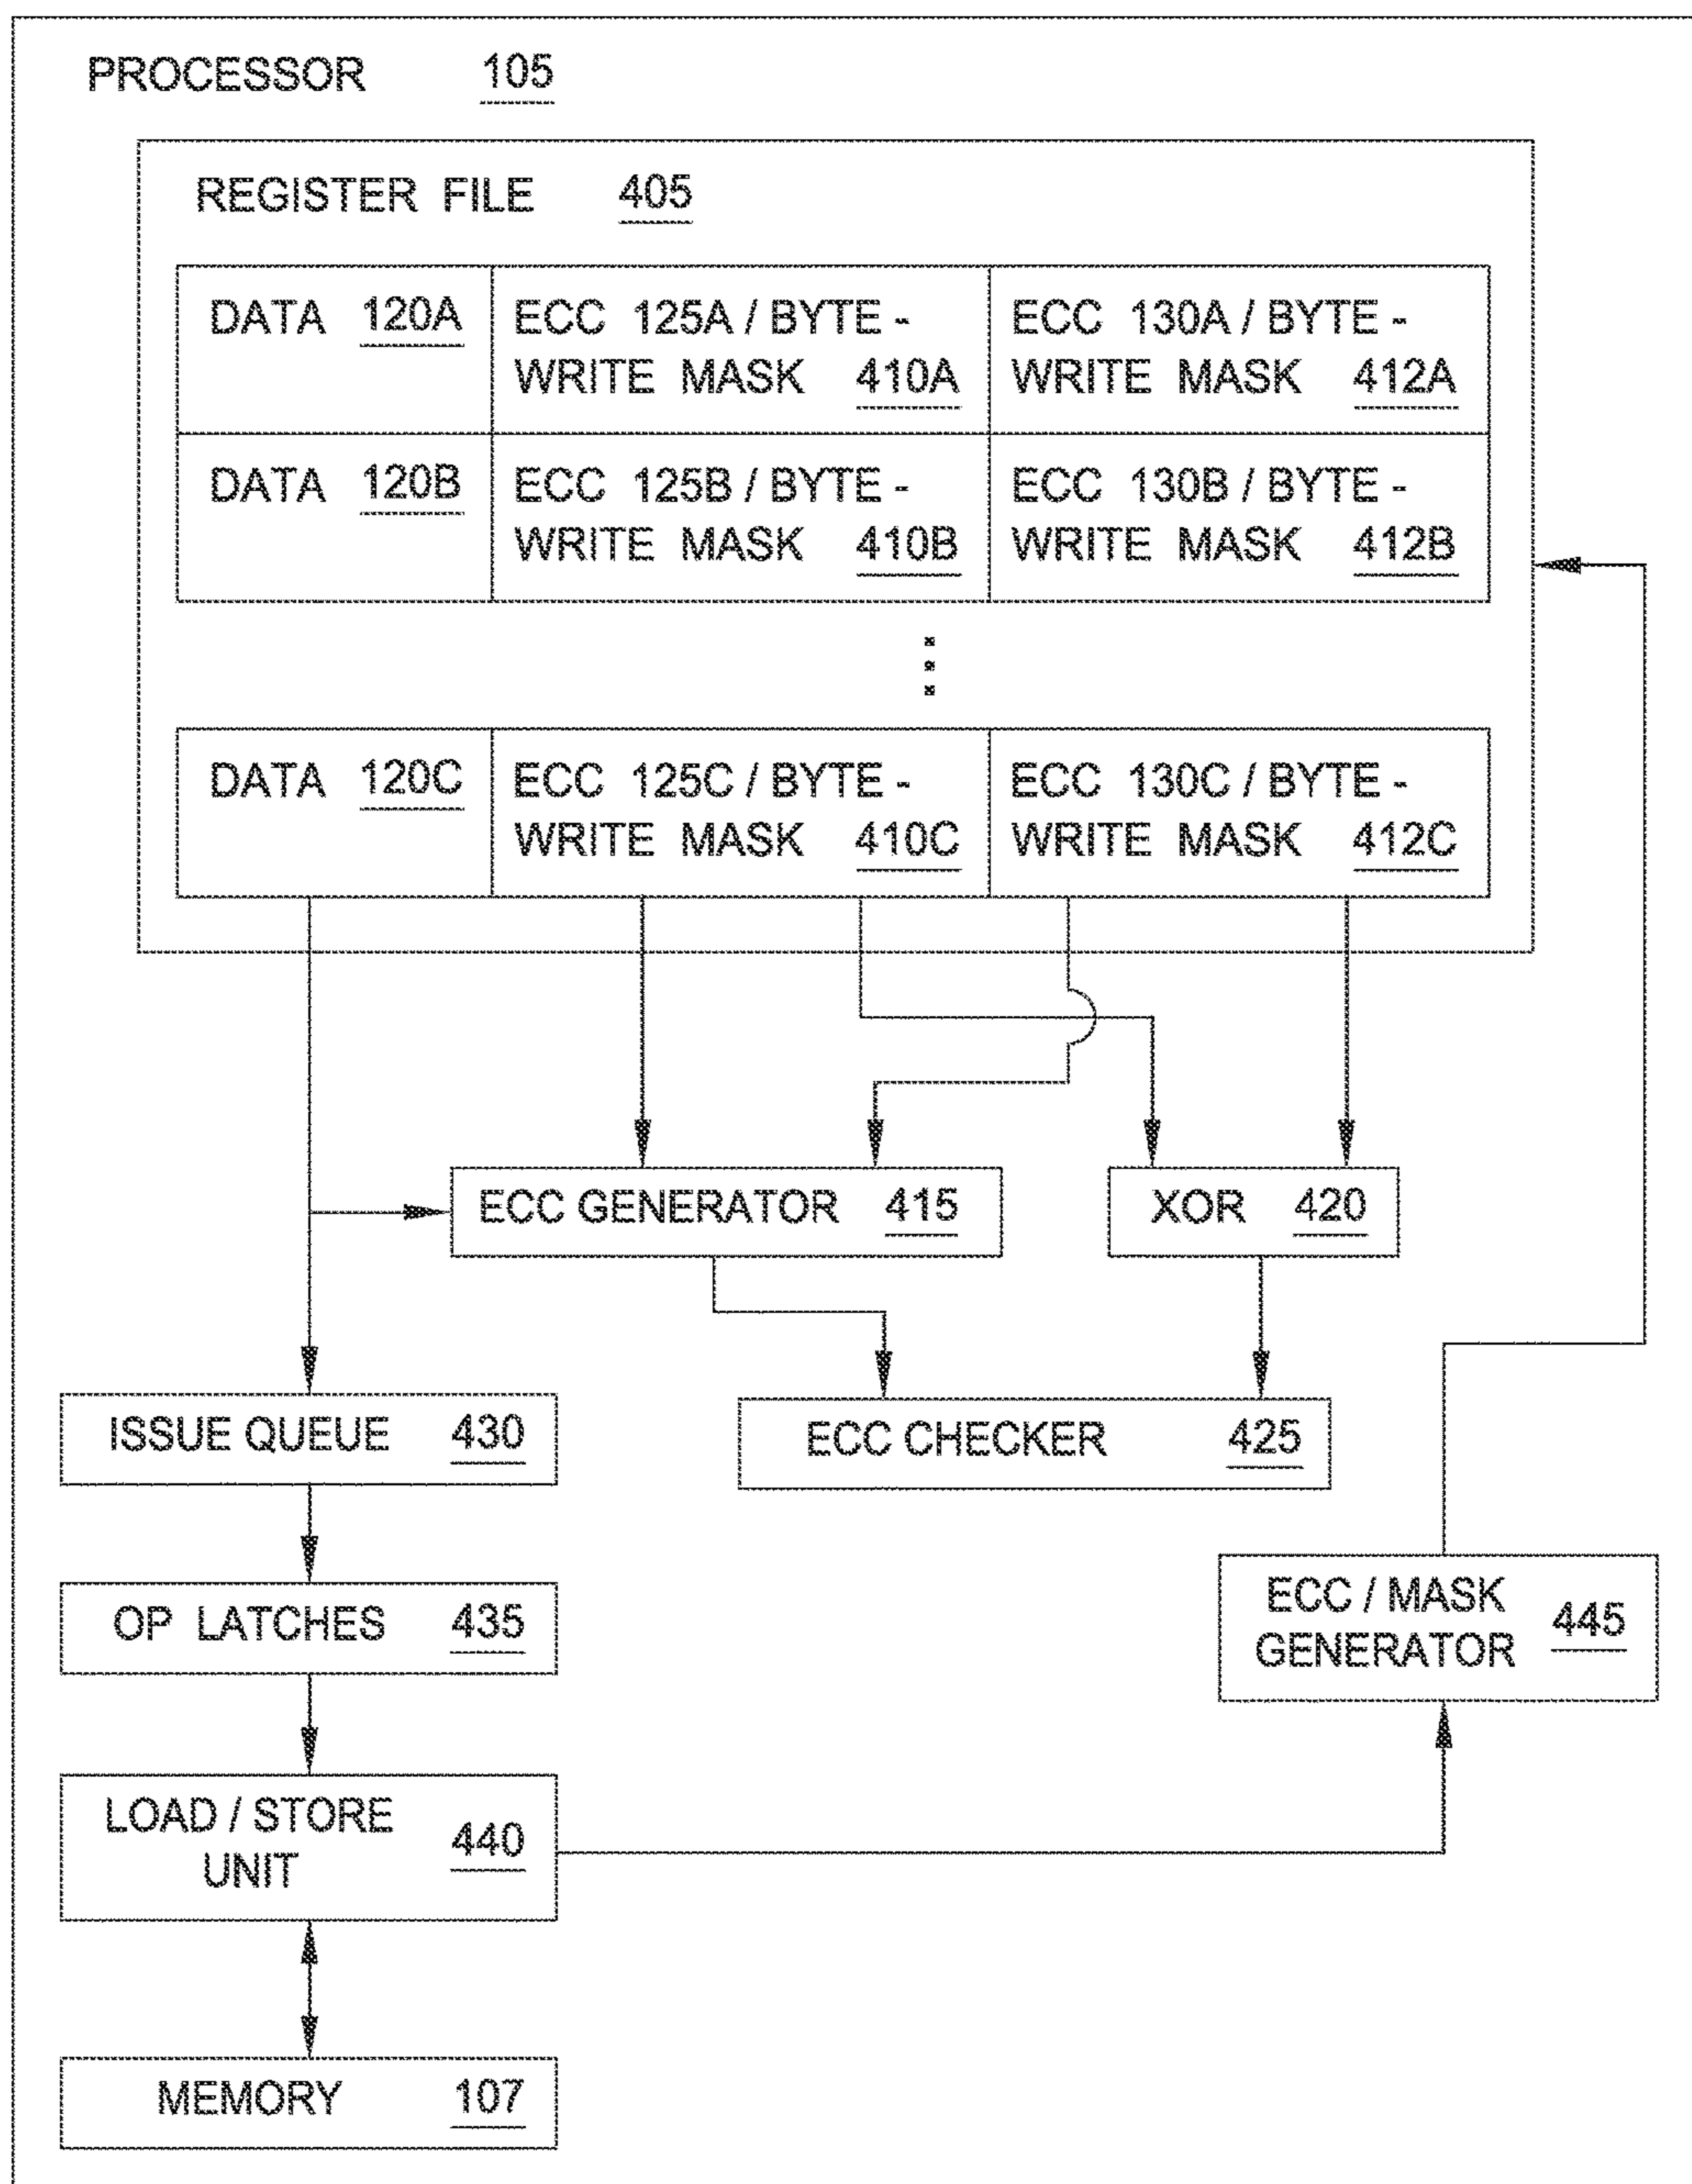 PROCESSOR 105
REGISTER FILE 405
DATA 120A
ECC 125A / BYTE -
WRITE MASK 410A
ECC 130A / BYTE -
WRITE MASK 412A
DATA 120B
ECC 125B / BYTE -
WRITE MASK 410B
ECC 130B / BYTE -
WRITE MASK 412B
DATA 120C
ECC 125C / BYTE -
WRITE MASK 410C
ECC 130C / BYTE -
WRITE MASK 412C
ECC GENERATOR 415
XOR 420
ISSUE QUEUE 430
ECC CHECKER 425
OP LATCHES 435
ECC / MASK
GENERATOR 445
LOAD / STORE
UNIT 440
MEMORY 107